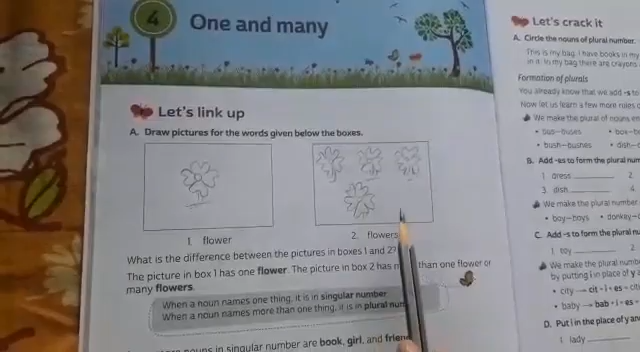 4
One and many
Let's link up
A. Draw pictures for the words given below the boxes.
1. flower
2. flowers
What is the difference between the pictures in boxes 1 and 2?
The picture in box 1 has one flower. The picture in box 2 has than one flower or
many flowers.
When a noun names one thing, it is in singular number
When a noun names more than one thing, it is in plural
nouns in singular number are book, girl, and
Let's crack it
A. Circle the nouns of plural number.
This is my bag. I have books in my
in it. In my bag there are crayons
Formation of plurals
You already know that we add -s to
Now let us learn a few more rules
We make the plural of nouns
• bus–buses
• bush–bushes
B. Add -es to form the plural
1. dress
2.
3. dish
4.
We make the plural number
• boy–boys
C. Add -s to form the plural
1. toy
2.
We make the plural
by putting i in place of y
• city → cit + i + es =
• baby → bab + i + es =
D. Put i in the place of y
1. lady